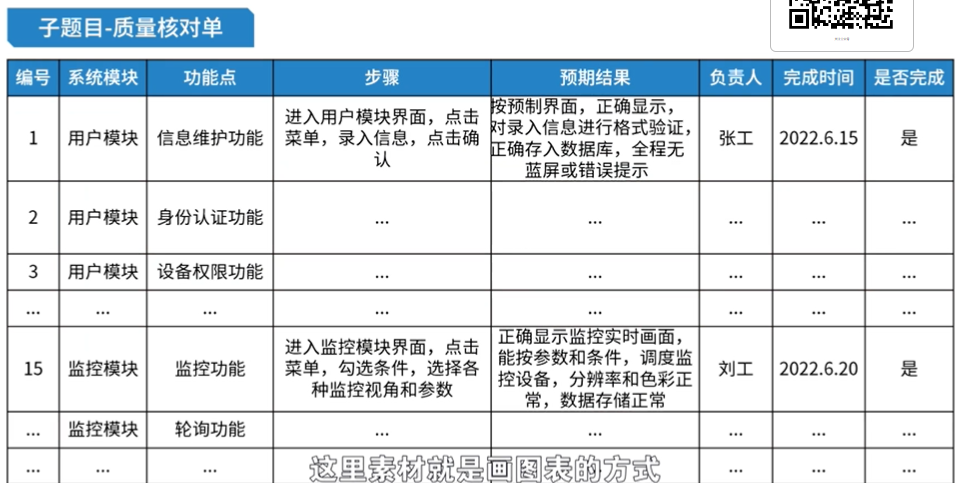 子题目-质量核对单
编号 系统模块 功能点 步骤 预期结果 负责人 完成时间 是否完成
1 用户模块 信息维护功能 进入用户模块界面，点击
菜单，录入信息，点击确
认
按预制界面，正确显示，
对录入信息进行格式验证，
正确存入数据库，全程无
蓝屏或错误提示
张工 2022.6.15 是
2 用户模块 身份认证功能 ... ... ... ... ...
3 用户模块 设备权限功能 ... ... ... ... ...
... ... ... ... ... ... ... ...
15 监控模块 监控功能 进入监控模块界面，点击
菜单，勾选条件，选择各
种监控视角和参数
正确显示监控实时画面，
能按参数和条件，调度监
控设备，分辨率和色彩正
常，数据存储正常
刘工 2022.6.20 是
... 监控模块 轮询功能 ... ... ... ... ...
... ... ... ... ... ... ...
这里素材就是画图表的方式